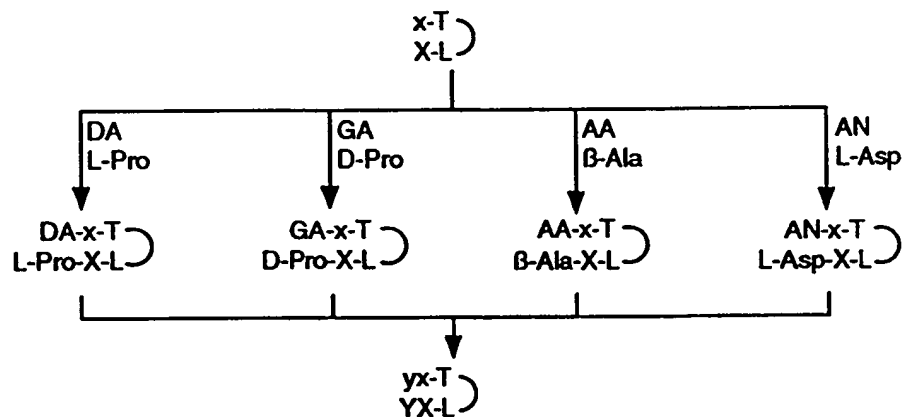 x-T
X-L
DA
L-Pro
GA
D-Pro
AA
ß-Ala
AN
L-Asp
DA-x-T
L-Pro-X-L
GA-x-T
D-Pro-X-L
AA-x-T
ß-Ala-X-L
AN-x-T
L-Asp-X-L
yx-T
YX-L